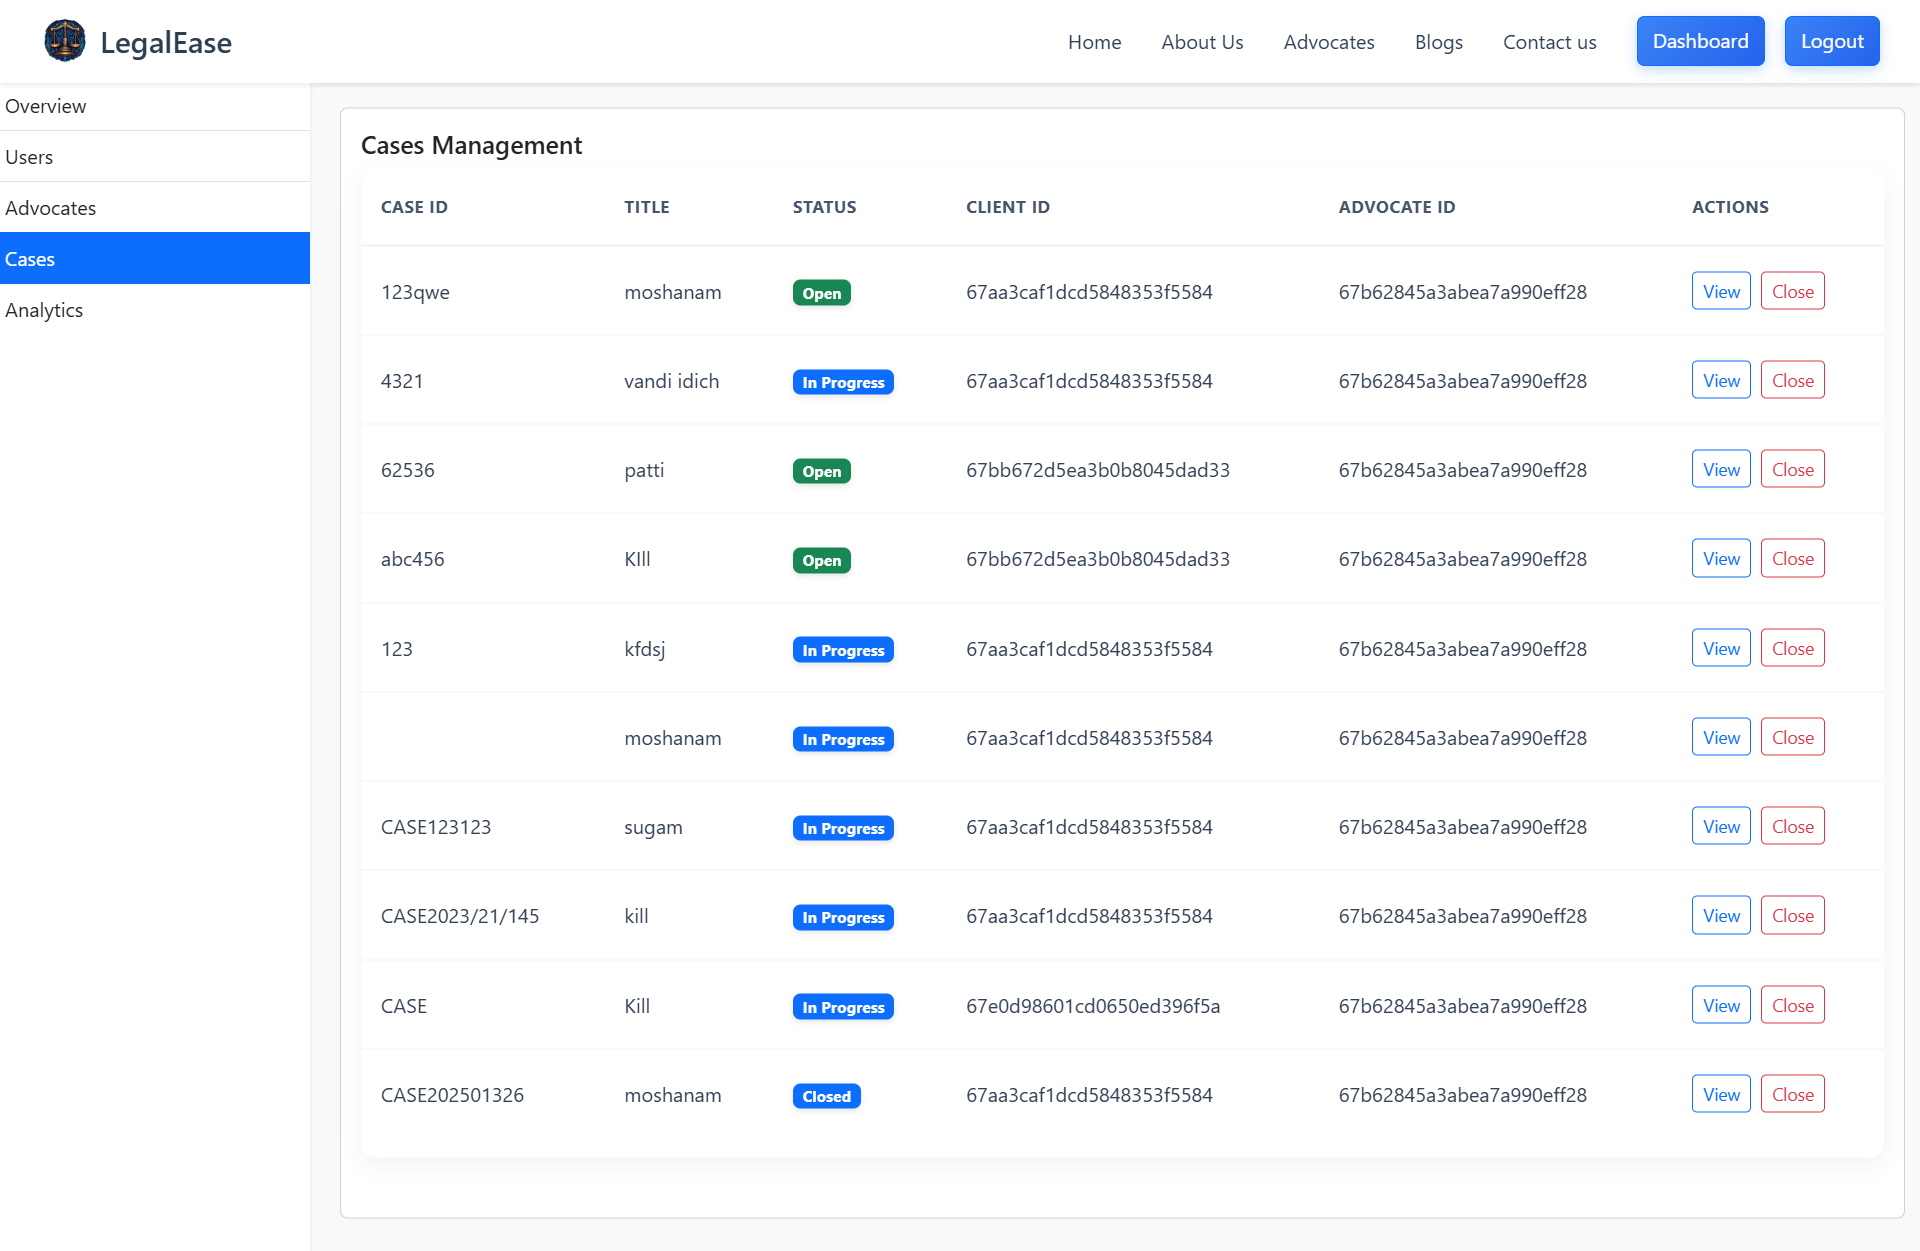 LegalEase Home About Us Advocates Blogs Contact us Dashboard Logout
Overview
Users
Advocates
Cases
Analytics
Cases Management
CASE ID TITLE STATUS CLIENT ID ADVOCATE ID ACTIONS
123qwe moshanam Open 67aa3caf1dcd5848353f5584 67b62845a3abea7a990eff28 View Close
4321 vandi idich In Progress 67aa3caf1dcd5848353f5584 67b62845a3abea7a990eff28 View Close
62536 patti Open 67bb672d5ea3b0b8045dad33 67b62845a3abea7a990eff28 View Close
abc456 KIll Open 67bb672d5ea3b0b8045dad33 67b62845a3abea7a990eff28 View Close
123 kfdsj In Progress 67aa3caf1dcd5848353f5584 67b62845a3abea7a990eff28 View Close
moshanam In Progress 67aa3caf1dcd5848353f5584 67b62845a3abea7a990eff28 View Close
CASE123123 sugam In Progress 67aa3caf1dcd5848353f5584 67b62845a3abea7a990eff28 View Close
CASE2023/21/145 kill In Progress 67aa3caf1dcd5848353f5584 67b62845a3abea7a990eff28 View Close
CASE Kill In Progress 67e0d98601cd0650ed396f5a 67b62845a3abea7a990eff28 View Close
CASE202501326 moshanam Closed 67aa3caf1dcd5848353f5584 67b62845a3abea7a990eff28 View Close